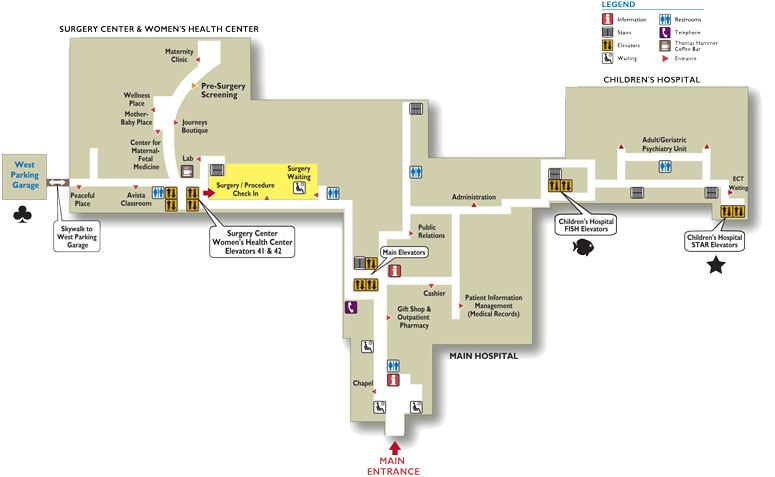 LEGEND
Information
Restrooms
Stairs
Telephone
Elevators
Thomas Hammer
Coffee Bar
Waiting
Entrance
SURGERY CENTER & WOMEN'S HEALTH CENTER
Maternity
Clinic
Pre-Surgery
Screening
Wellness
Place
Mother-
Baby Place
Journeys
Boutique
Center for
Maternal-
Fetal
Medicine
Lab
West
Parking
Garage
Peaceful
Place
Avista
Classroom
Surgery / Procedure
Check In
Surgery
Waiting
Skywalk to
West Parking
Garage
Surgery Center
Women's Health Center
Elevators 41 & 42
CHILDREN'S HOSPITAL
Adult/Geriatric
Psychiatry Unit
ECT
Waiting
Administration
Children's Hospital
FISH Elevators
Children's Hospital
STAR Elevators
Public
Relations
Main Elevators
Cashier
Gift Shop &
Outpatient
Pharmacy
Patient Information
Management
(Medical Records)
MAIN HOSPITAL
Chapel
MAIN
ENTRANCE